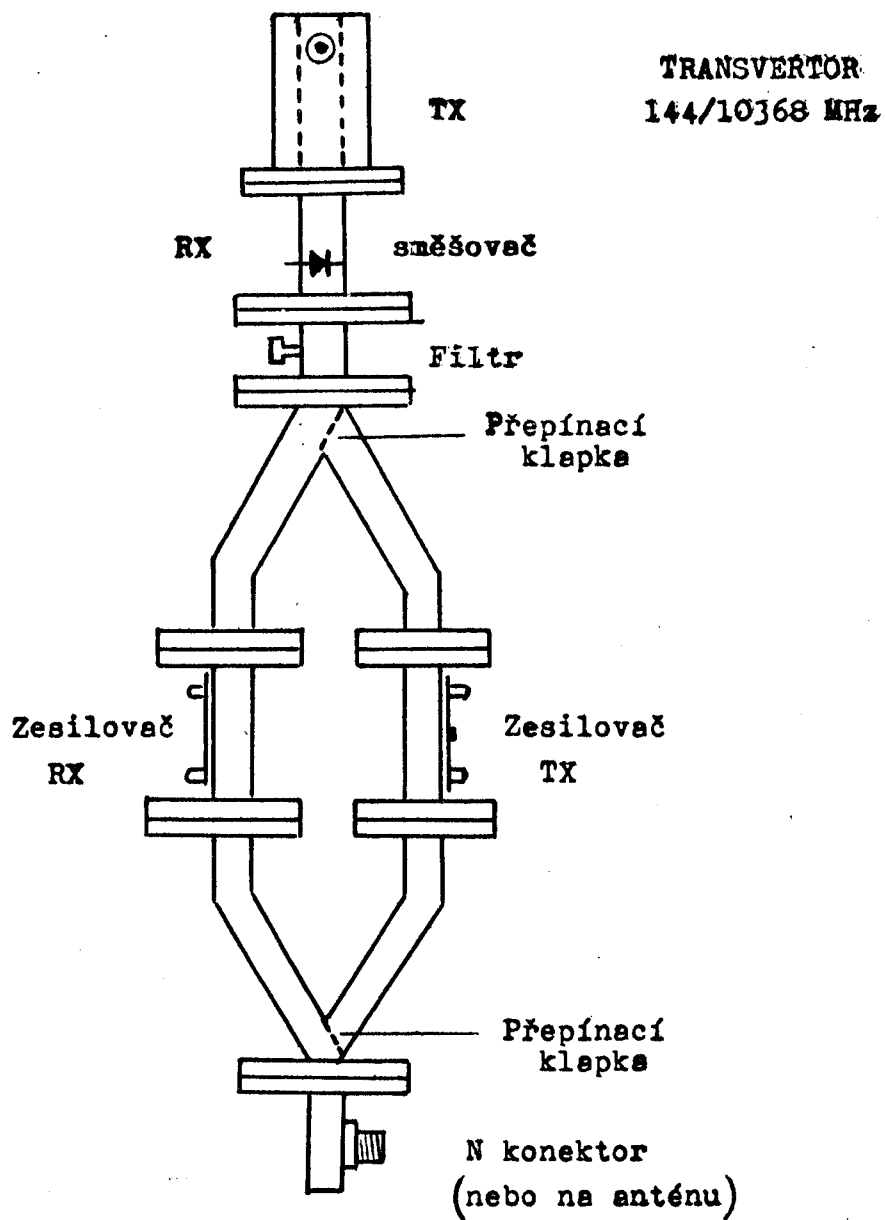 TRANSVERTOR
144/10368 MHz
TX
RX
směšovač
Filtr
Přepínací
klapka
Zesilovač
RX
Zesilovač
TX
Přepínací
klapka
N konektor
(nebo na anténu)